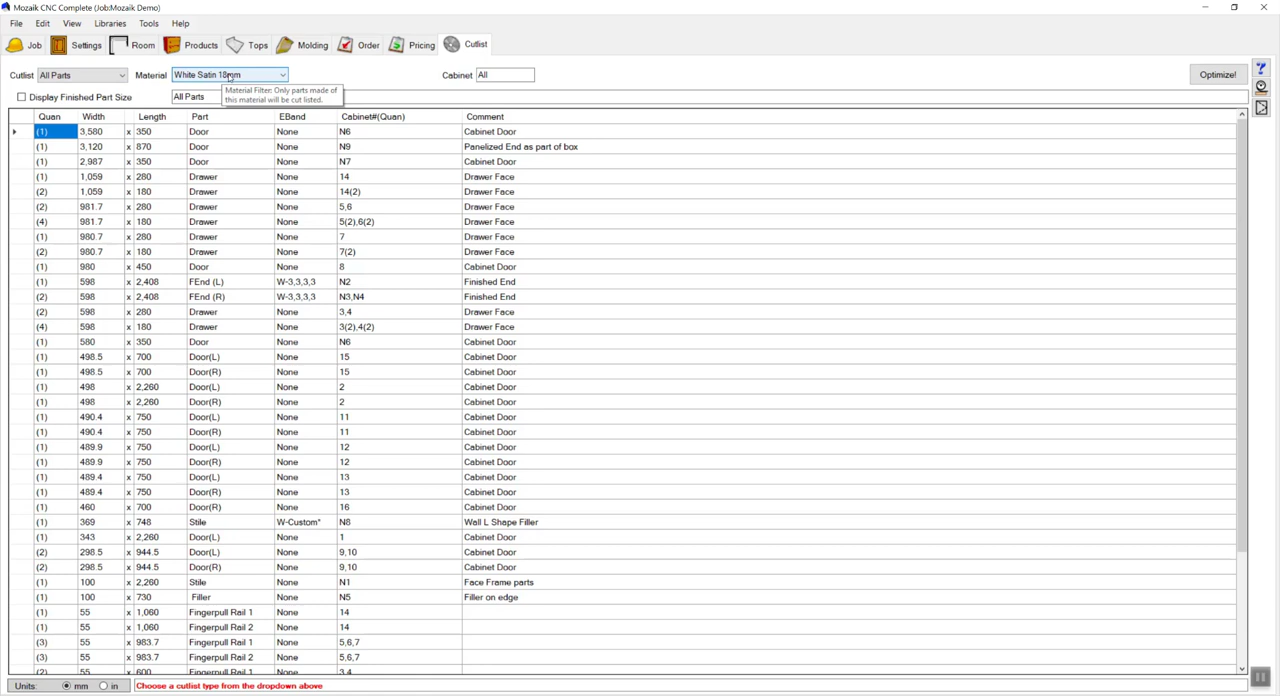 Mozaik CNC Complete (Job:Mozaik Demo)
File Edit View Libraries Tools Help
Job Settings Room Products Tops Molding Order Pricing Cutlist
Cutlist All Parts Material White Satin 18mm Cabinet All Optimize!
Material Filter: Only parts made of this material will be cut listed.
Display Finished Part Size All Parts
Quan Width Length Part EBand Cabinet#(Quan) Comment
(1) 3,580 x 350 Door None N6 Cabinet Door
(1) 3,120 x 870 Door None N9 Panelized End as part of box
(1) 2,987 x 350 Door None N7 Cabinet Door
(1) 1,059 x 280 Drawer None 14 Drawer Face
(2) 1,059 x 180 Drawer None 14(2) Drawer Face
(2) 981.7 x 280 Drawer None 5,6 Drawer Face
(4) 981.7 x 180 Drawer None 5(2),6(2) Drawer Face
(1) 980.7 x 280 Drawer None 7 Drawer Face
(2) 980.7 x 180 Drawer None 7(2) Drawer Face
(1) 980 x 450 Door None 8 Cabinet Door
(1) 598 x 2,408 FEnd (L) W-3,3,3,3 N2 Finished End
(2) 598 x 2,408 FEnd (R) W-3,3,3,3 N3,N4 Finished End
(2) 598 x 280 Drawer None 3,4 Drawer Face
(4) 598 x 180 Drawer None 3(2),4(2) Drawer Face
(1) 580 x 350 Door None N6 Cabinet Door
(1) 498.5 x 700 Door(L) None 15 Cabinet Door
(1) 498.5 x 700 Door(R) None 15 Cabinet Door
(1) 498 x 2,260 Door(L) None 2 Cabinet Door
(1) 498 x 2,260 Door(R) None 2 Cabinet Door
(1) 490.4 x 750 Door(L) None 11 Cabinet Door
(1) 490.4 x 750 Door(R) None 11 Cabinet Door
(1) 489.9 x 750 Door(L) None 12 Cabinet Door
(1) 489.9 x 750 Door(R) None 12 Cabinet Door
(1) 489.4 x 750 Door(L) None 13 Cabinet Door
(1) 489.4 x 750 Door(R) None 13 Cabinet Door
(1) 460 x 700 Door(R) None 16 Cabinet Door
(1) 369 x 748 Stile W-Custom* N8 Wall L Shape Filler
(1) 343 x 2,260 Door(L) None 1 Cabinet Door
(2) 298.5 x 944.5 Door(L) None 9,10 Cabinet Door
(2) 298.5 x 944.5 Door(R) None 9,10 Cabinet Door
(1) 100 x 2,260 Stile None N1 Face Frame parts
(1) 100 x 730 Filler None N5 Filler on edge
(1) 55 x 1,060 Fingerpull Rail 1 None 14
(1) 55 x 1,060 Fingerpull Rail 2 None 14
(3) 55 x 983.7 Fingerpull Rail 1 None 5,6,7
(3) 55 x 983.7 Fingerpull Rail 2 None 5,6,7
(2) 55 x 600 Fingerpull Rail 1 None 3,4
Units: mm in Choose a cutlist type from the dropdown above